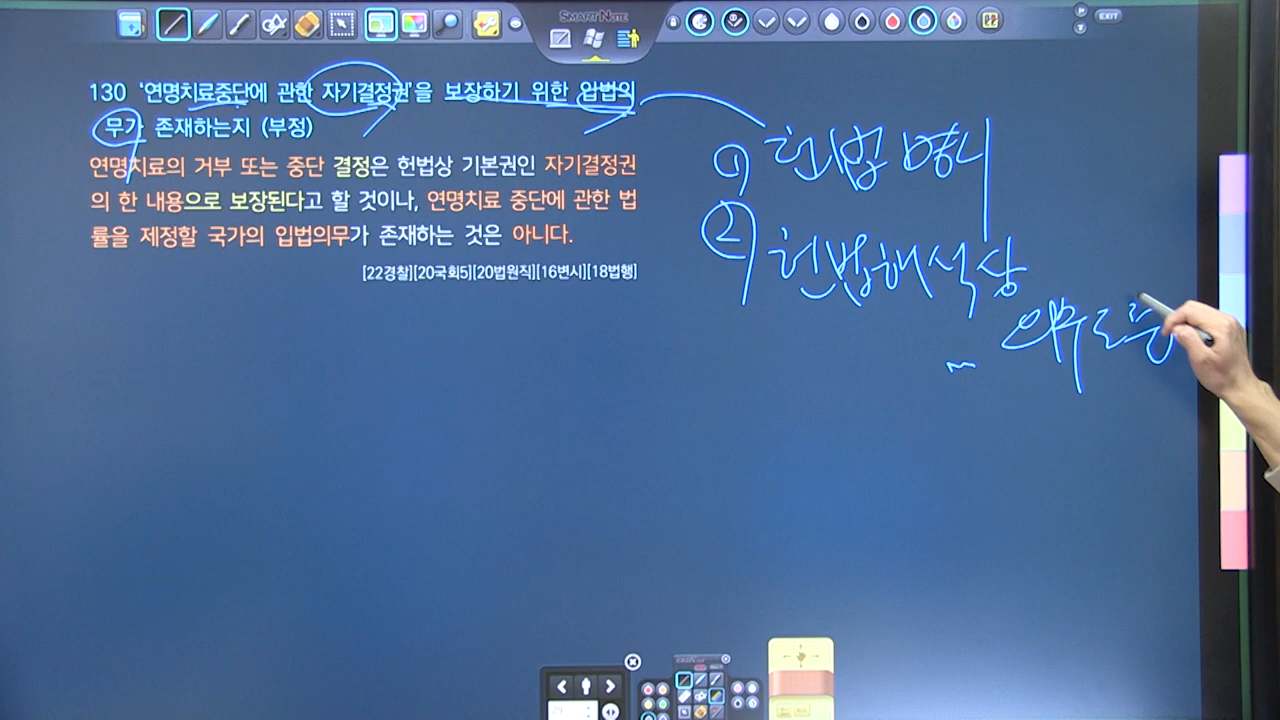 SMARTNOTE
EXIT
130 '연명치료중단에 관한 자기결정권'을 보장하기 위한 입법의
무가 존재하는지 (부정)
연명치료의 거부 또는 중단 결정은 헌법상 기본권인 자기결정권
의 한 내용으로 보장된다고 할 것이나, 연명치료 중단에 관한 법
률을 제정할 국가의 입법의무가 존재하는 것은 아니다.
[22경찰][20국회5][20법원직][16변시][18법행]
① 헌법 명시
② 헌법해석상
의무 도출